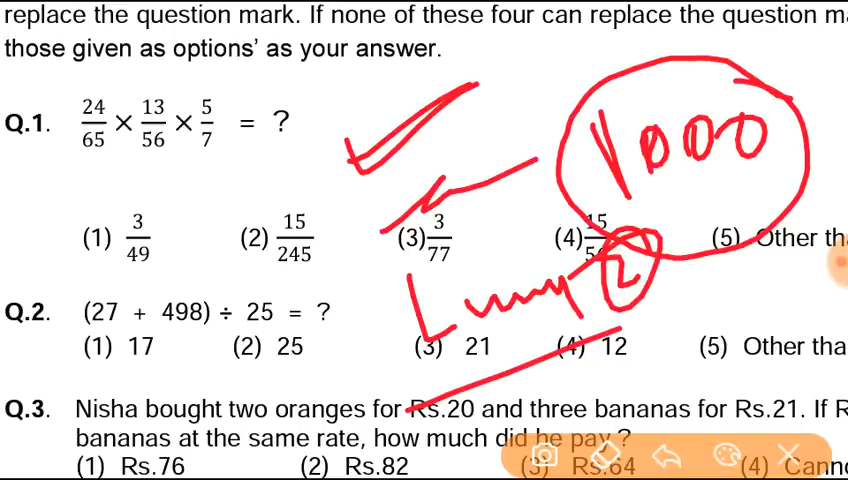 replace the question mark. If none of these four can replace the question
those given as options' as your answer.
Q.1. 24/65 × 13/56 × 5/7 = ?
1000
(1) 3/49 (2) 15/245 (3) 3/77 (4) 15/ (5) Other
2
Q.2. (27 + 498) ÷ 25 = ?
(1) 17 (2) 25 (3) 21 (4) 12 (5) Other
Q.3. Nisha bought two oranges for Rs.20 and three bananas for Rs.21. If
bananas at the same rate, how much did he pay ?
(1) Rs.76 (2) Rs.82 (3) Rs.64 (4)